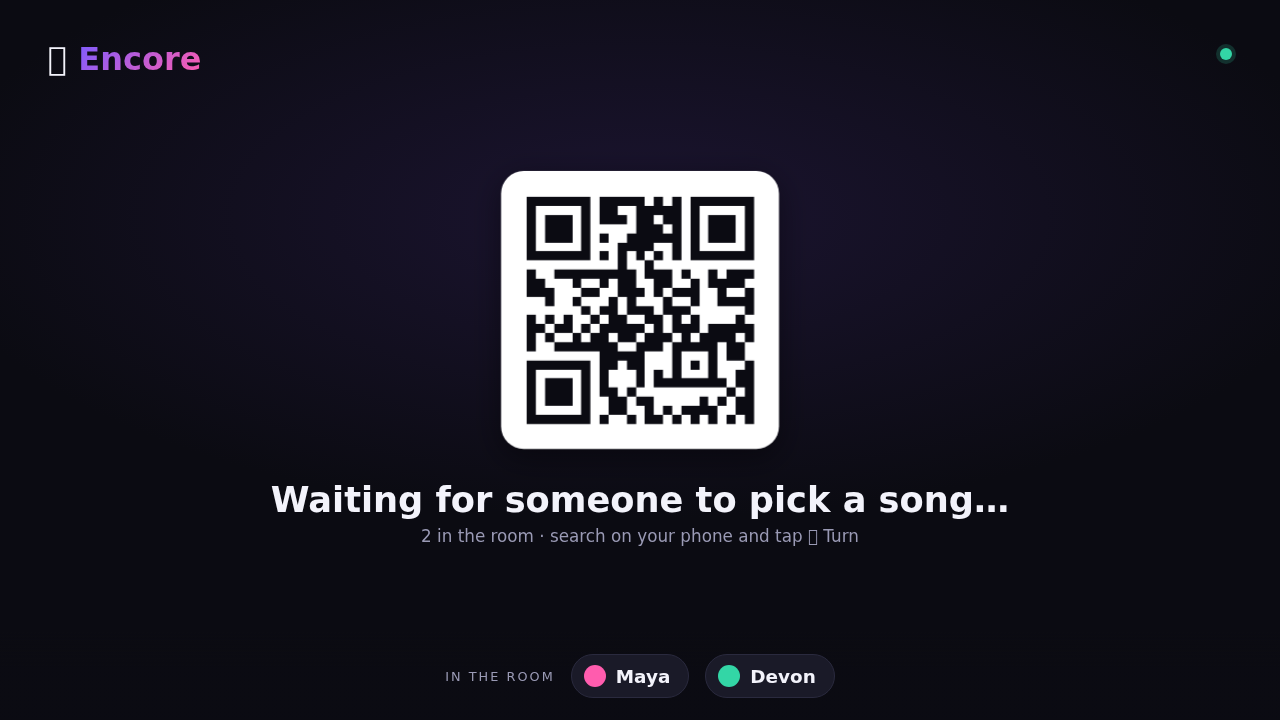 Encore
Waiting for someone to pick a song…
2 in the room · search on your phone and tap Turn
IN THE ROOM
Maya
Devon